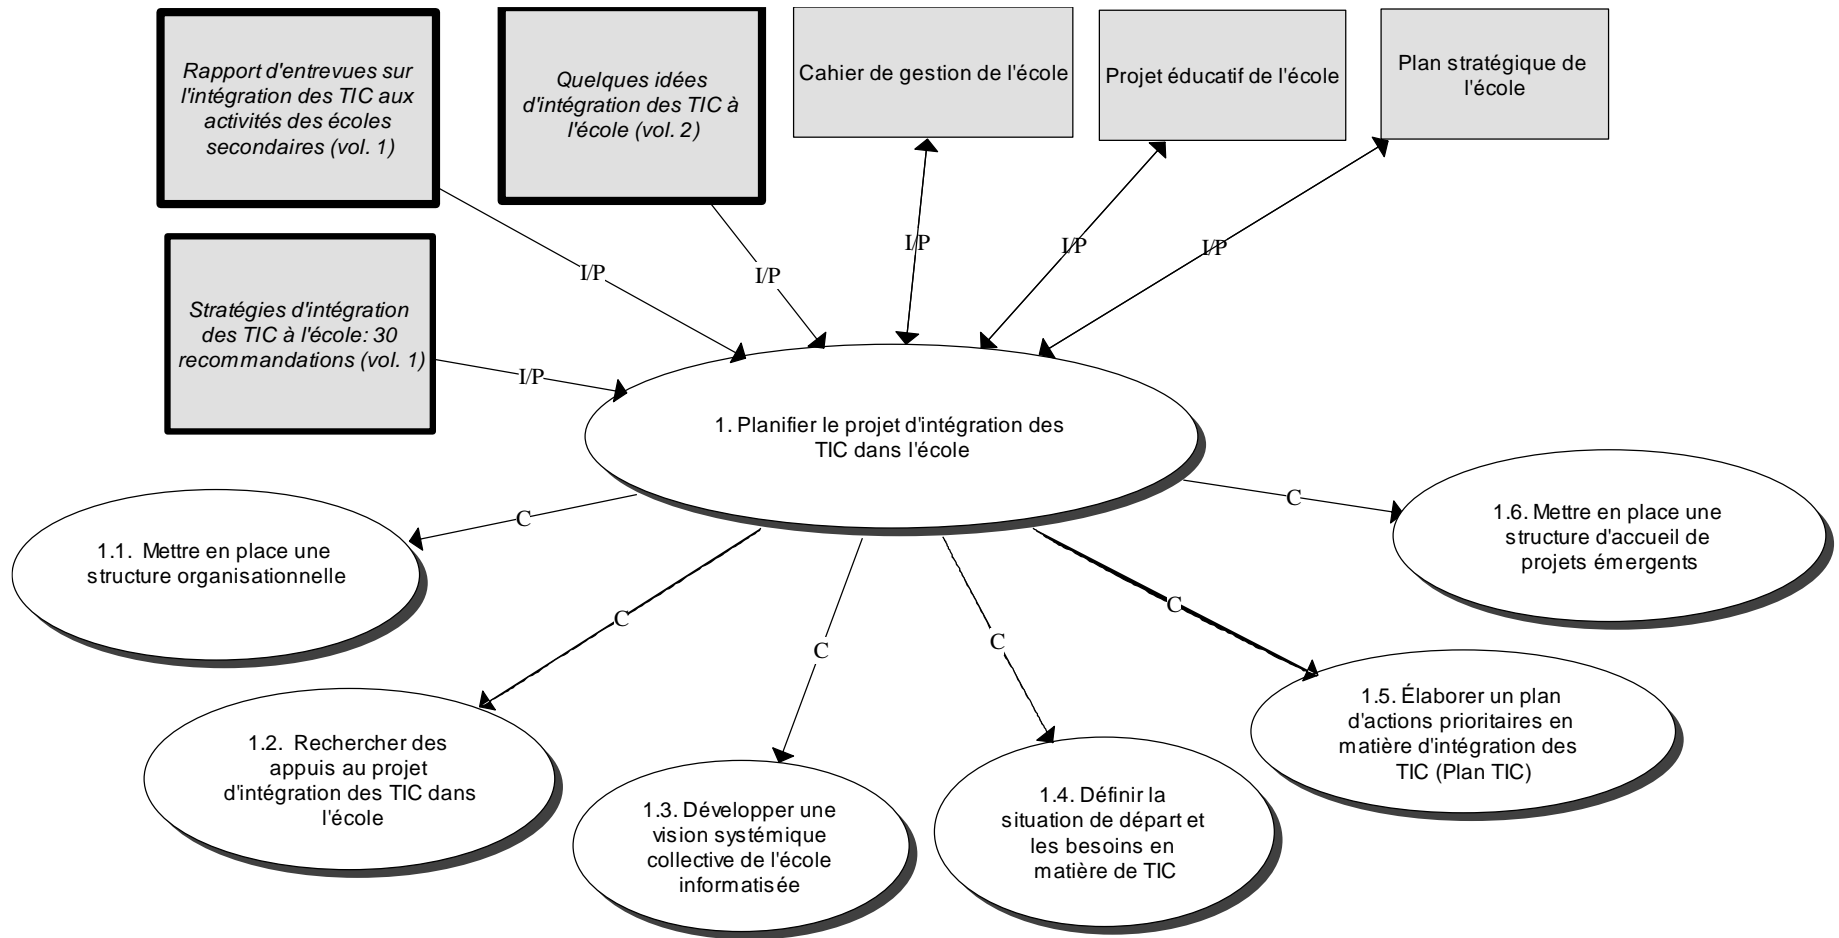 Rapport d'entrevues sur
l'intégration des TIC aux
activités des écoles
secondaires (vol. 1)
Quelques idées
d'intégration des TIC à
l'école (vol. 2)
Cahier de gestion de l'école
Projet éducatif de l'école
Plan stratégique de
l'école
I/P
I/P
I/P
I/P
I/P
Stratégies d'intégration
des TIC à l'école: 30
recommandations (vol. 1)
I/P
1. Planifier le projet d'intégration des
TIC dans l'école
C
C
C
C
C
C
1.1. Mettre en place une
structure organisationnelle
1.2. Rechercher des
appuis au projet
d'intégration des TIC dans
l'école
1.3. Développer une
vision systémique
collective de l'école
informatisée
1.4. Définir la
situation de départ et
les besoins en
matière de TIC
1.5. Élaborer un plan
d'actions prioritaires en
matière d'intégration des
TIC (Plan TIC)
1.6. Mettre en place une
structure d'accueil de
projets émergents